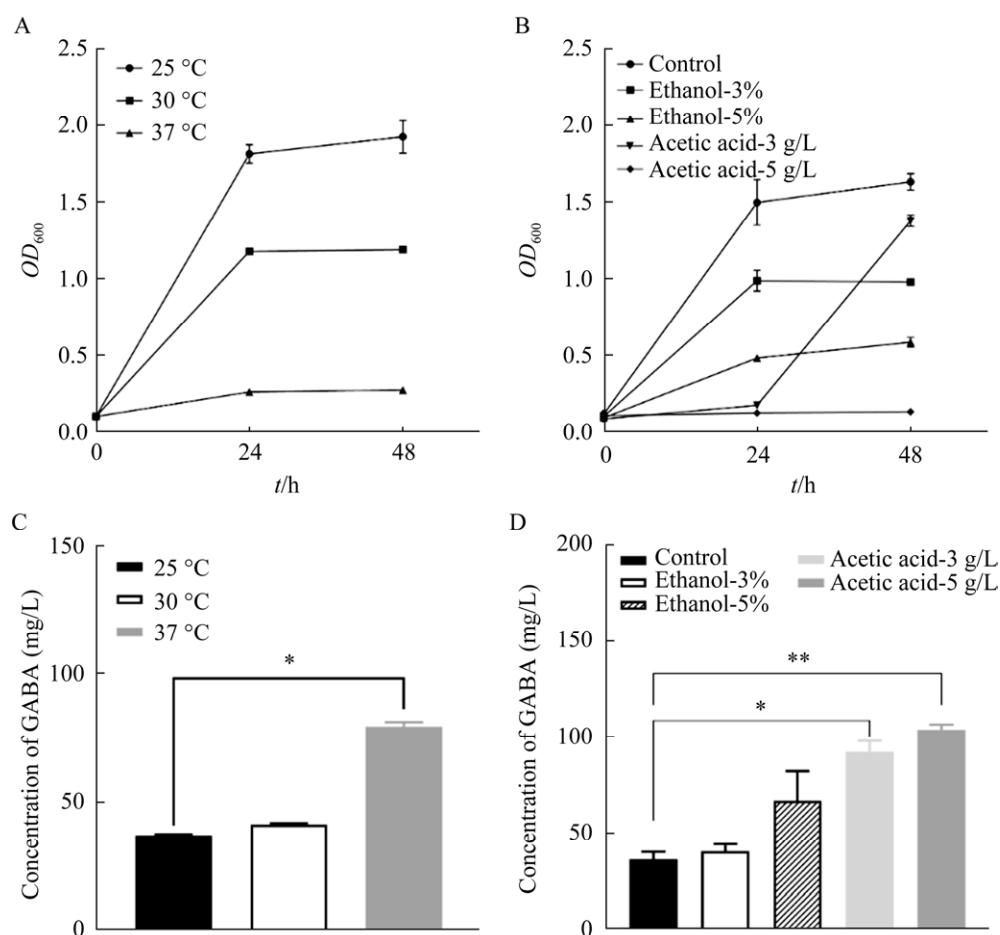 A
25 °C
30 °C
37 °C
2.5
2.0
1.5
1.0
0.5
0.0
OD600
0
24
48
t/h
B
Control
Ethanol-3%
Ethanol-5%
Acetic acid-3 g/L
Acetic acid-5 g/L
2.5
2.0
1.5
1.0
0.5
0.0
OD600
0
24
48
t/h
C
25 °C
30 °C
37 °C
150
100
50
0
Concentration of GABA (mg/L)
*
D
Control
Ethanol-3%
Ethanol-5%
Acetic acid-3 g/L
Acetic acid-5 g/L
200
150
100
50
0
Concentration of GABA (mg/L)
**
*